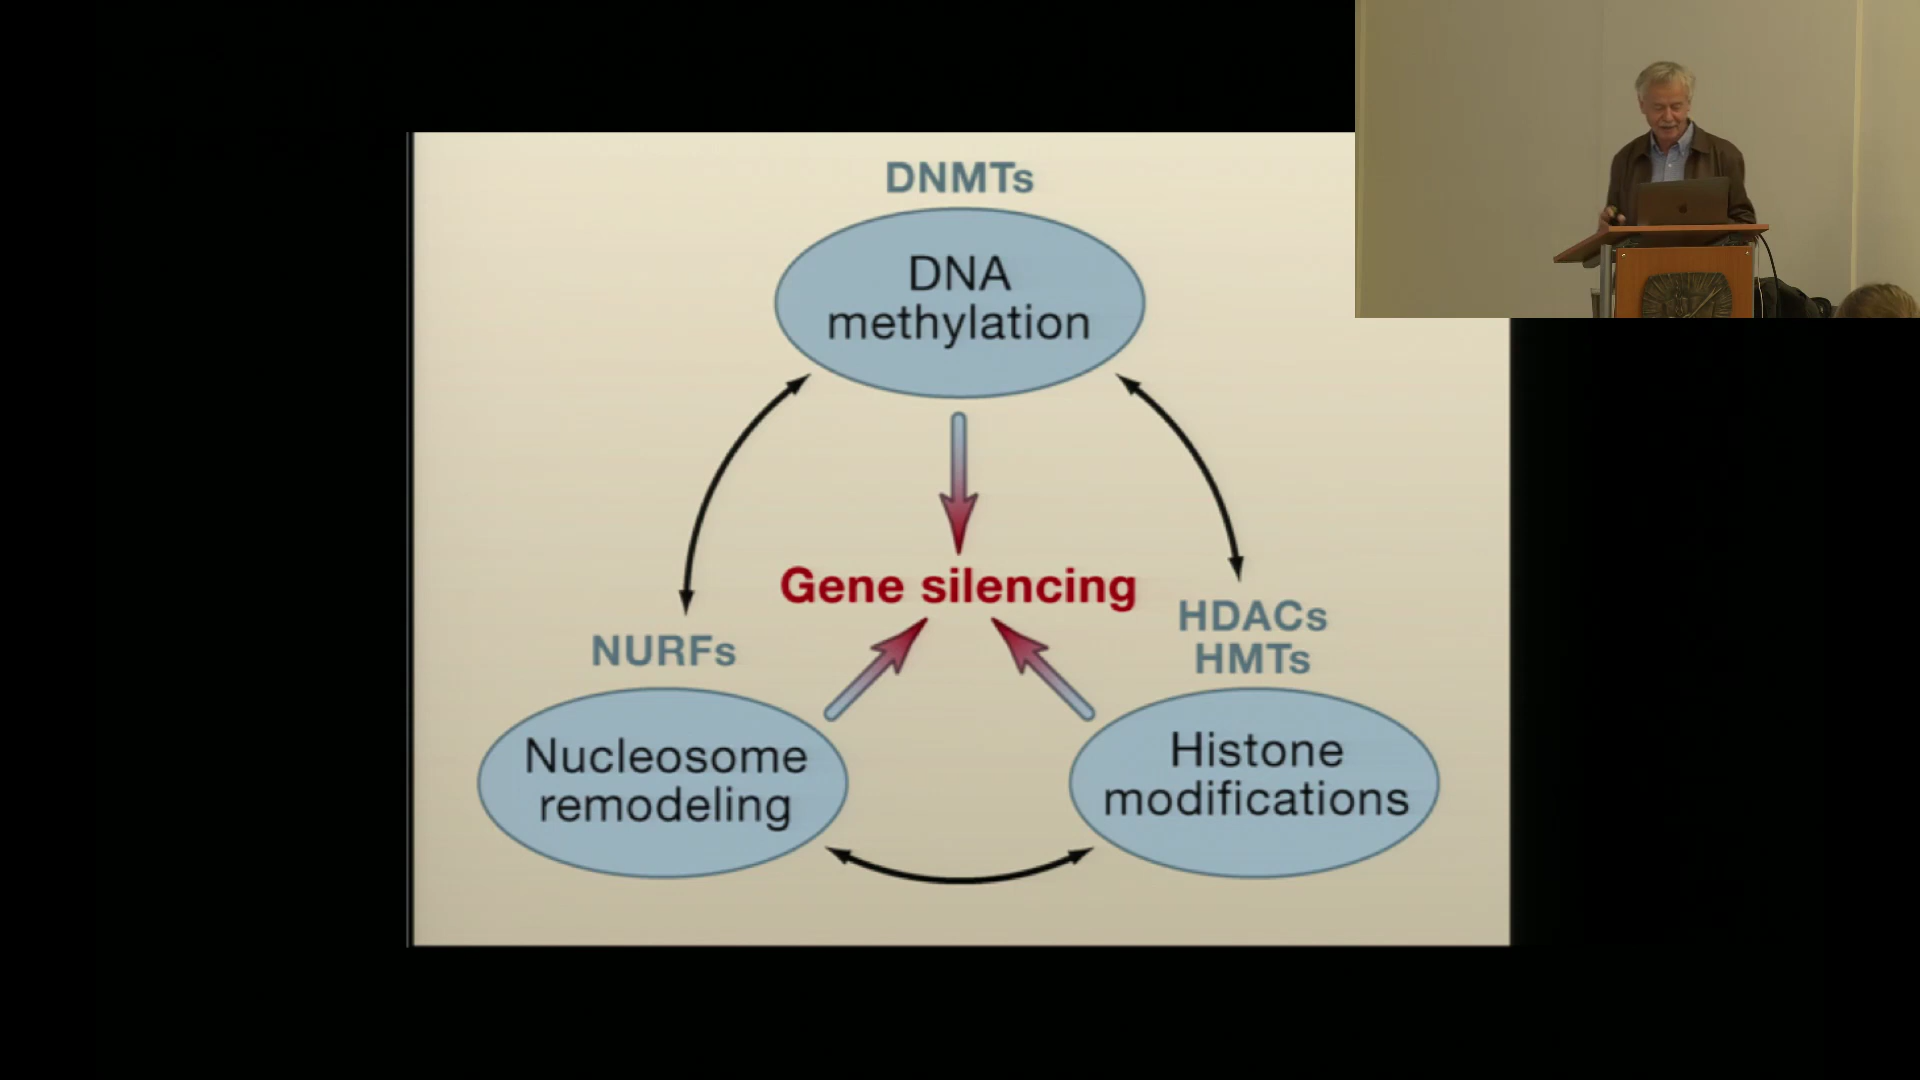 DNMTs
DNA
methylation
Gene silencing
NURFs
HDACs
HMTs
Nucleosome
remodeling
Histone
modifications